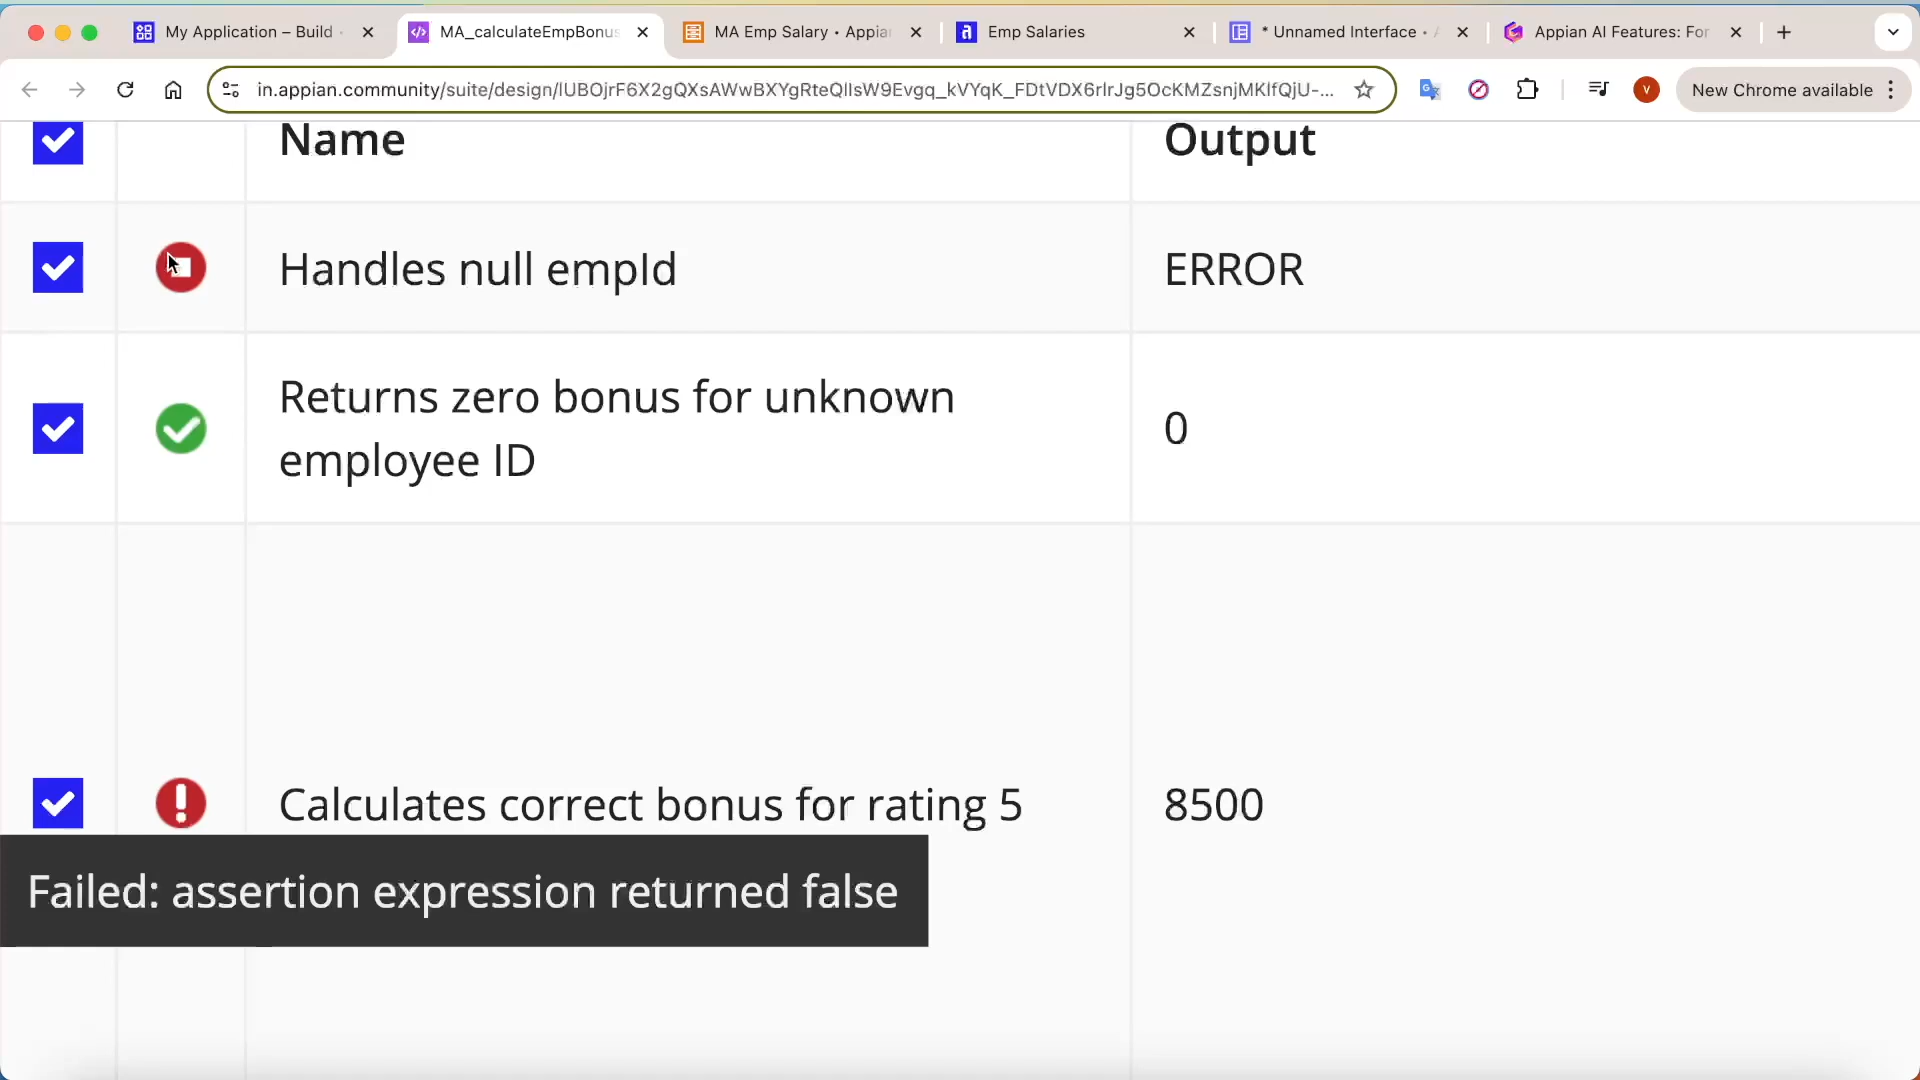 My Application – Build
MA_calculateEmpBonus
MA Emp Salary • Appian
Emp Salaries
* Unnamed Interface •
Appian AI Features: For
in.appian.community/suite/design/lUBOjrF6X2gQXsAWwBXYgRteQllsW9Evgq_kVYqK_FDtVDX6rlrJg5OcKMZsnjMKlfQjU-...
V
New Chrome available
Name
Output
Handles null empId
ERROR
Returns zero bonus for unknown
employee ID
0
Calculates correct bonus for rating 5
8500
Failed: assertion expression returned false